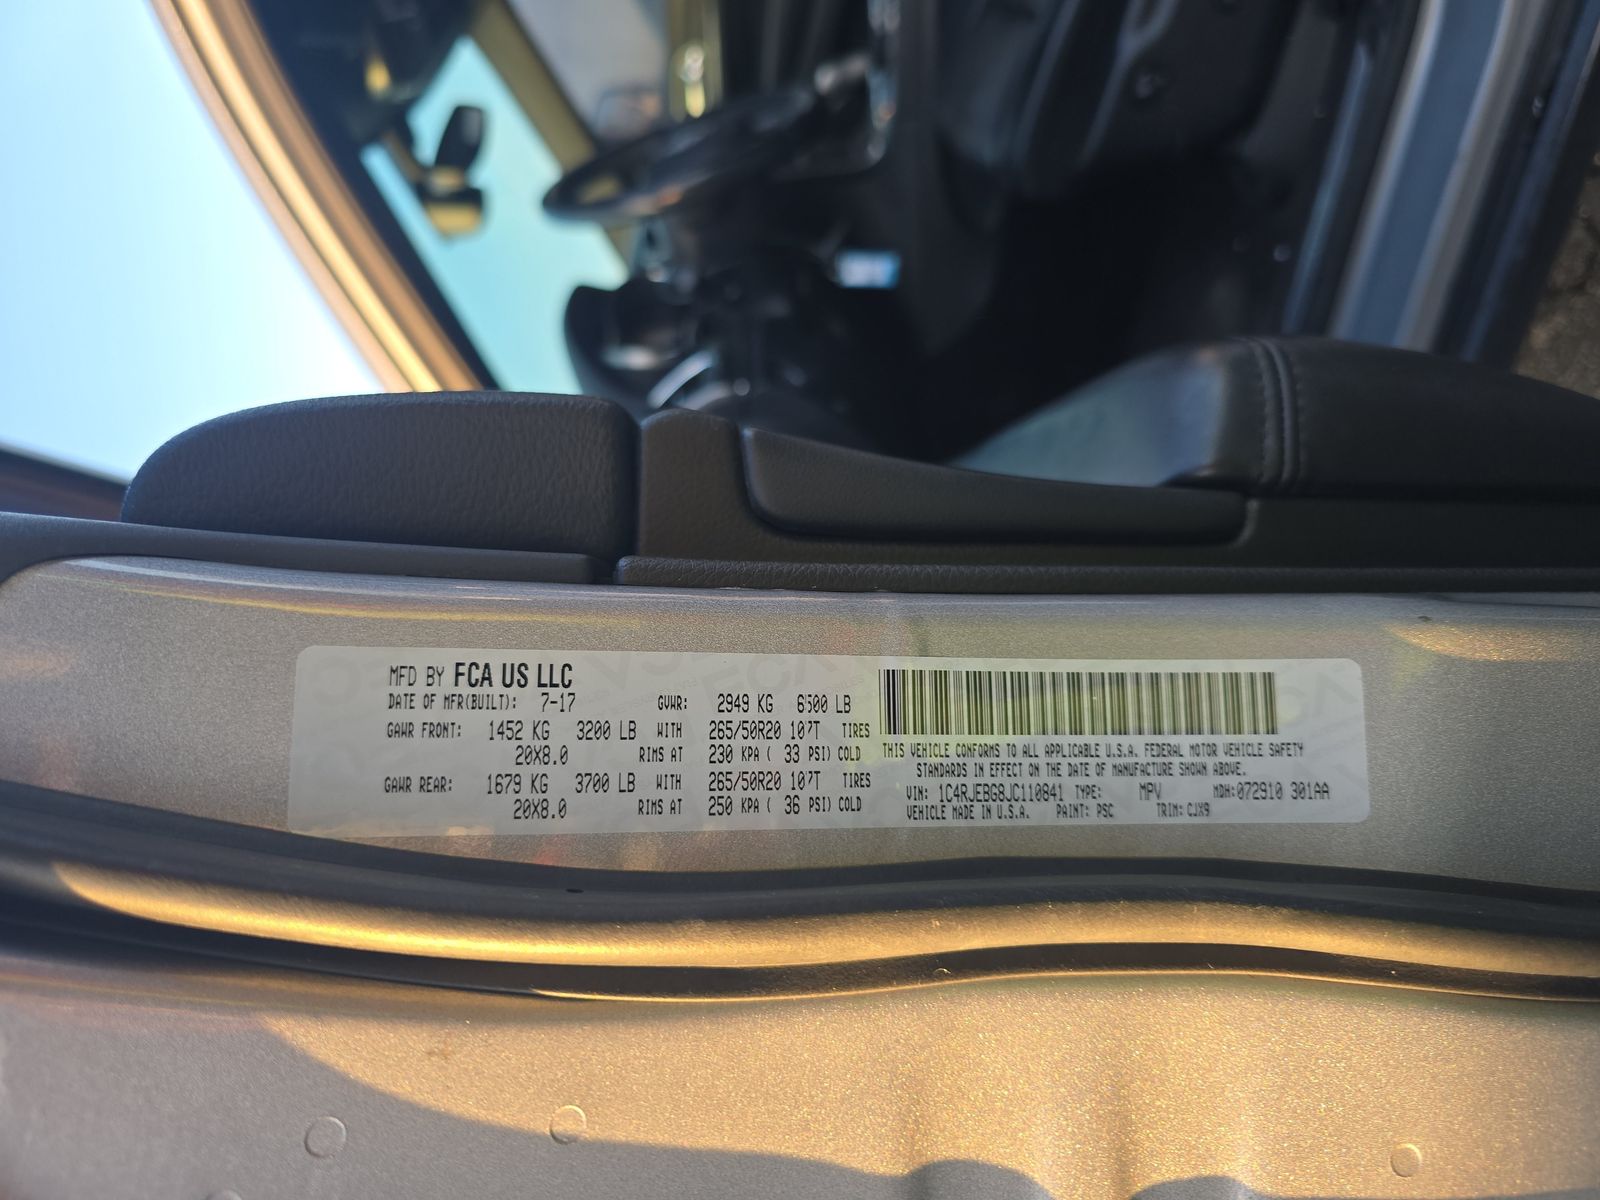 MFD BY FCA US LLC
DATE OF MFR(BUILT): 7-17 GVWR: 2949 KG 6500 LB
GAWR FRONT: 1452 KG 3200 LB WITH 265/50R20 107T TIRES
20X8.0 RIMS AT 230 KPA ( 33 PSI) COLD
GAWR REAR: 1679 KG 3700 LB WITH 265/50R20 107T TIRES
20X8.0 RIMS AT 250 KPA ( 36 PSI) COLD
THIS VEHICLE CONFORMS TO ALL APPLICABLE U.S.A. FEDERAL MOTOR VEHICLE SAFETY
STANDARDS IN EFFECT ON THE DATE OF MANUFACTURE SHOWN ABOVE.
VIN: 1C4RJEBG8JC110841 TYPE: MPV MDH: 072910 301AA
VEHICLE MADE IN U.S.A. PAINT: PSC TRIM: CJX9